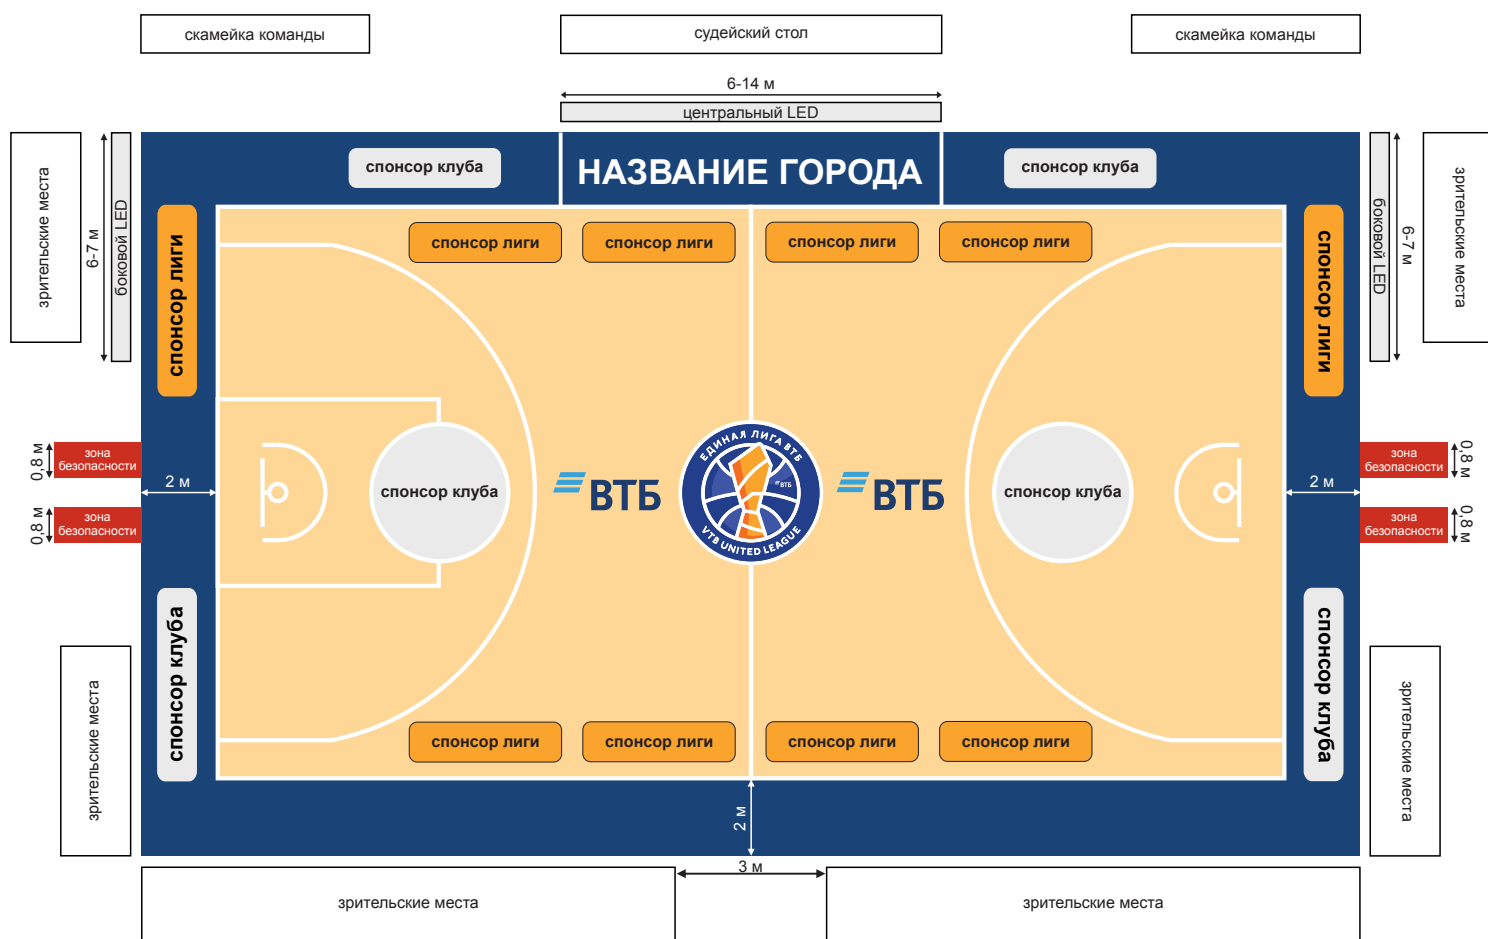 скамейка команды
судейский стол
скамейка команды
6-14 м
центральный LED
спонсор клуба
НАЗВАНИЕ ГОРОДА
спонсор клуба
зрительские места
6-7 м
боковой LED
спонсор лиги
спонсор лиги
спонсор лиги
спонсор лиги
спонсор лиги
спонсор лиги
боковой LED
6-7 м
зрительские места
0,8 м
зона
безопасности
2 м
0,8 м
зона
безопасности
спонсор клуба
ВТБ
ЕДИНАЯ ЛИГА ВТБ
ВТБ
VTB UNITED LEAGUE
ВТБ
спонсор клуба
зона
безопасности
0,8 м
2 м
зона
безопасности
0,8 м
зрительские места
спонсор клуба
спонсор лиги
спонсор лиги
спонсор лиги
спонсор лиги
спонсор клуба
зрительские места
2 м
3 м
зрительские места
зрительские места